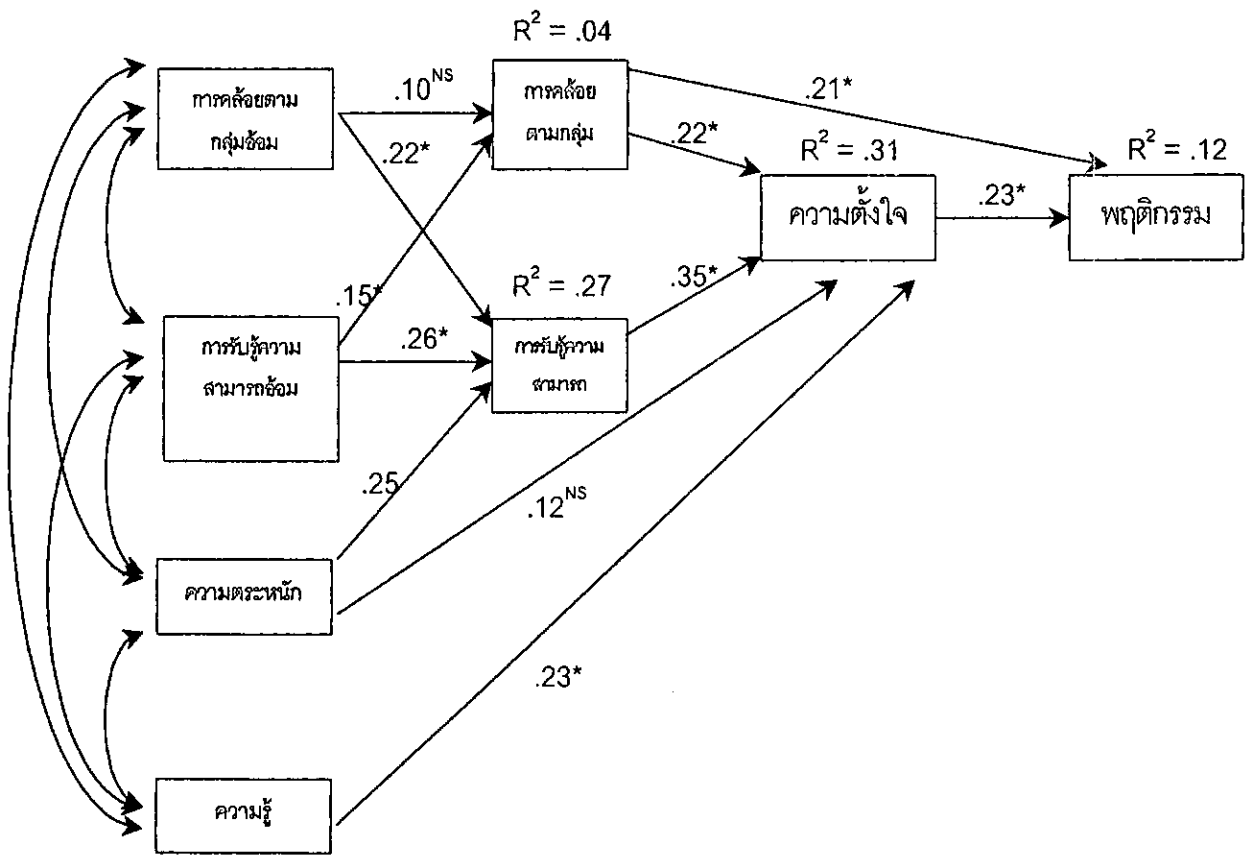 R² = .04
การคล้อยตาม
กลุ่มอ้อม
.10^NS
การคล้อย
ตามกลุ่ม
.21*
.22*
.22*
R² = .31
R² = .12
ความตั้งใจ
.23*
พฤติกรรม
R² = .27
.35*
.15*
การรับรู้ความ
สามารถอ้อม
.26*
การรับรู้ความ
สามารถ
.25
.12^NS
ความตระหนัก
.23*
ความรู้